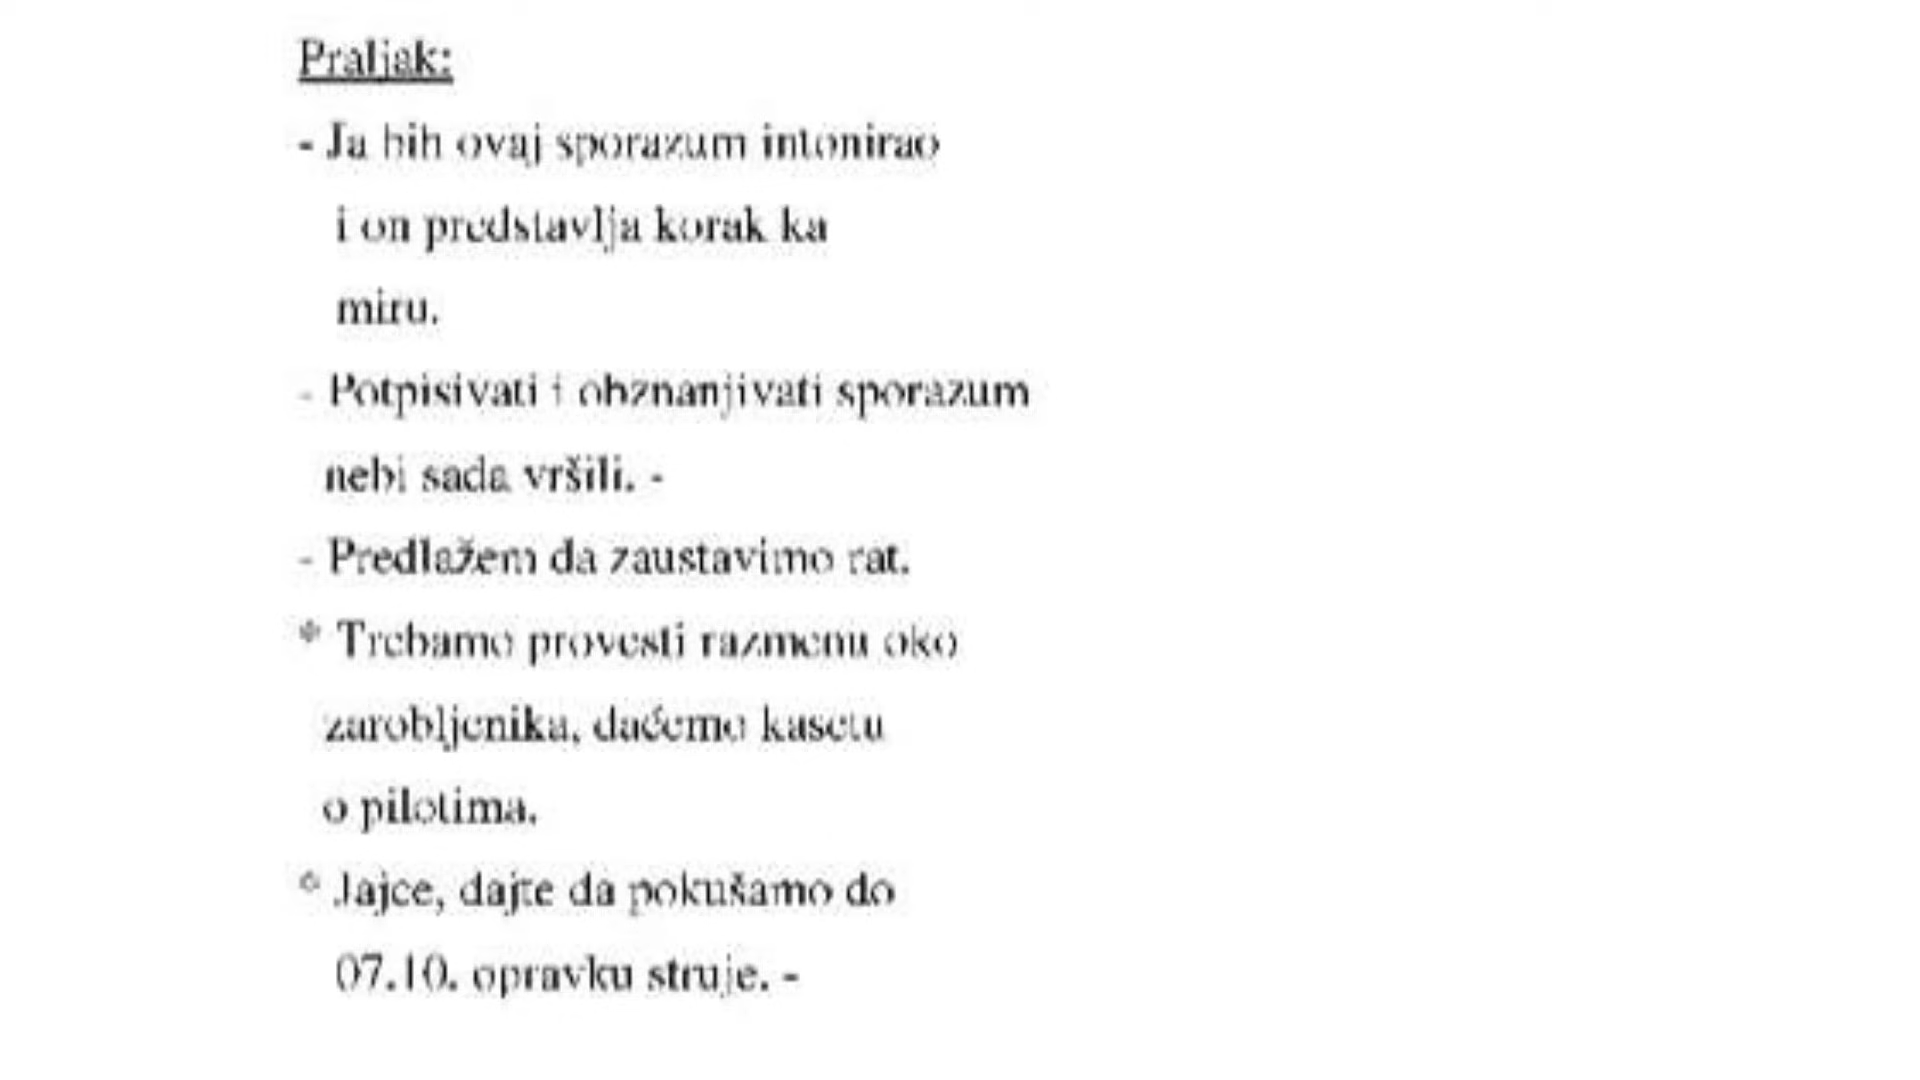 Praljak:
- Ja bih ovaj sporazum intonirao
i on predstavlja korak ka
miru.
- Potpisivati i obznanjivati sporazum
nebi sada vršili. -
- Predlažem da zaustavimo rat.
* Trebamo provesti razmenu oko
zarobljenika, daćemo kasetu
o pilotima.
* Jajce, dajte da pokušamo do
07.10. opravku struje. -